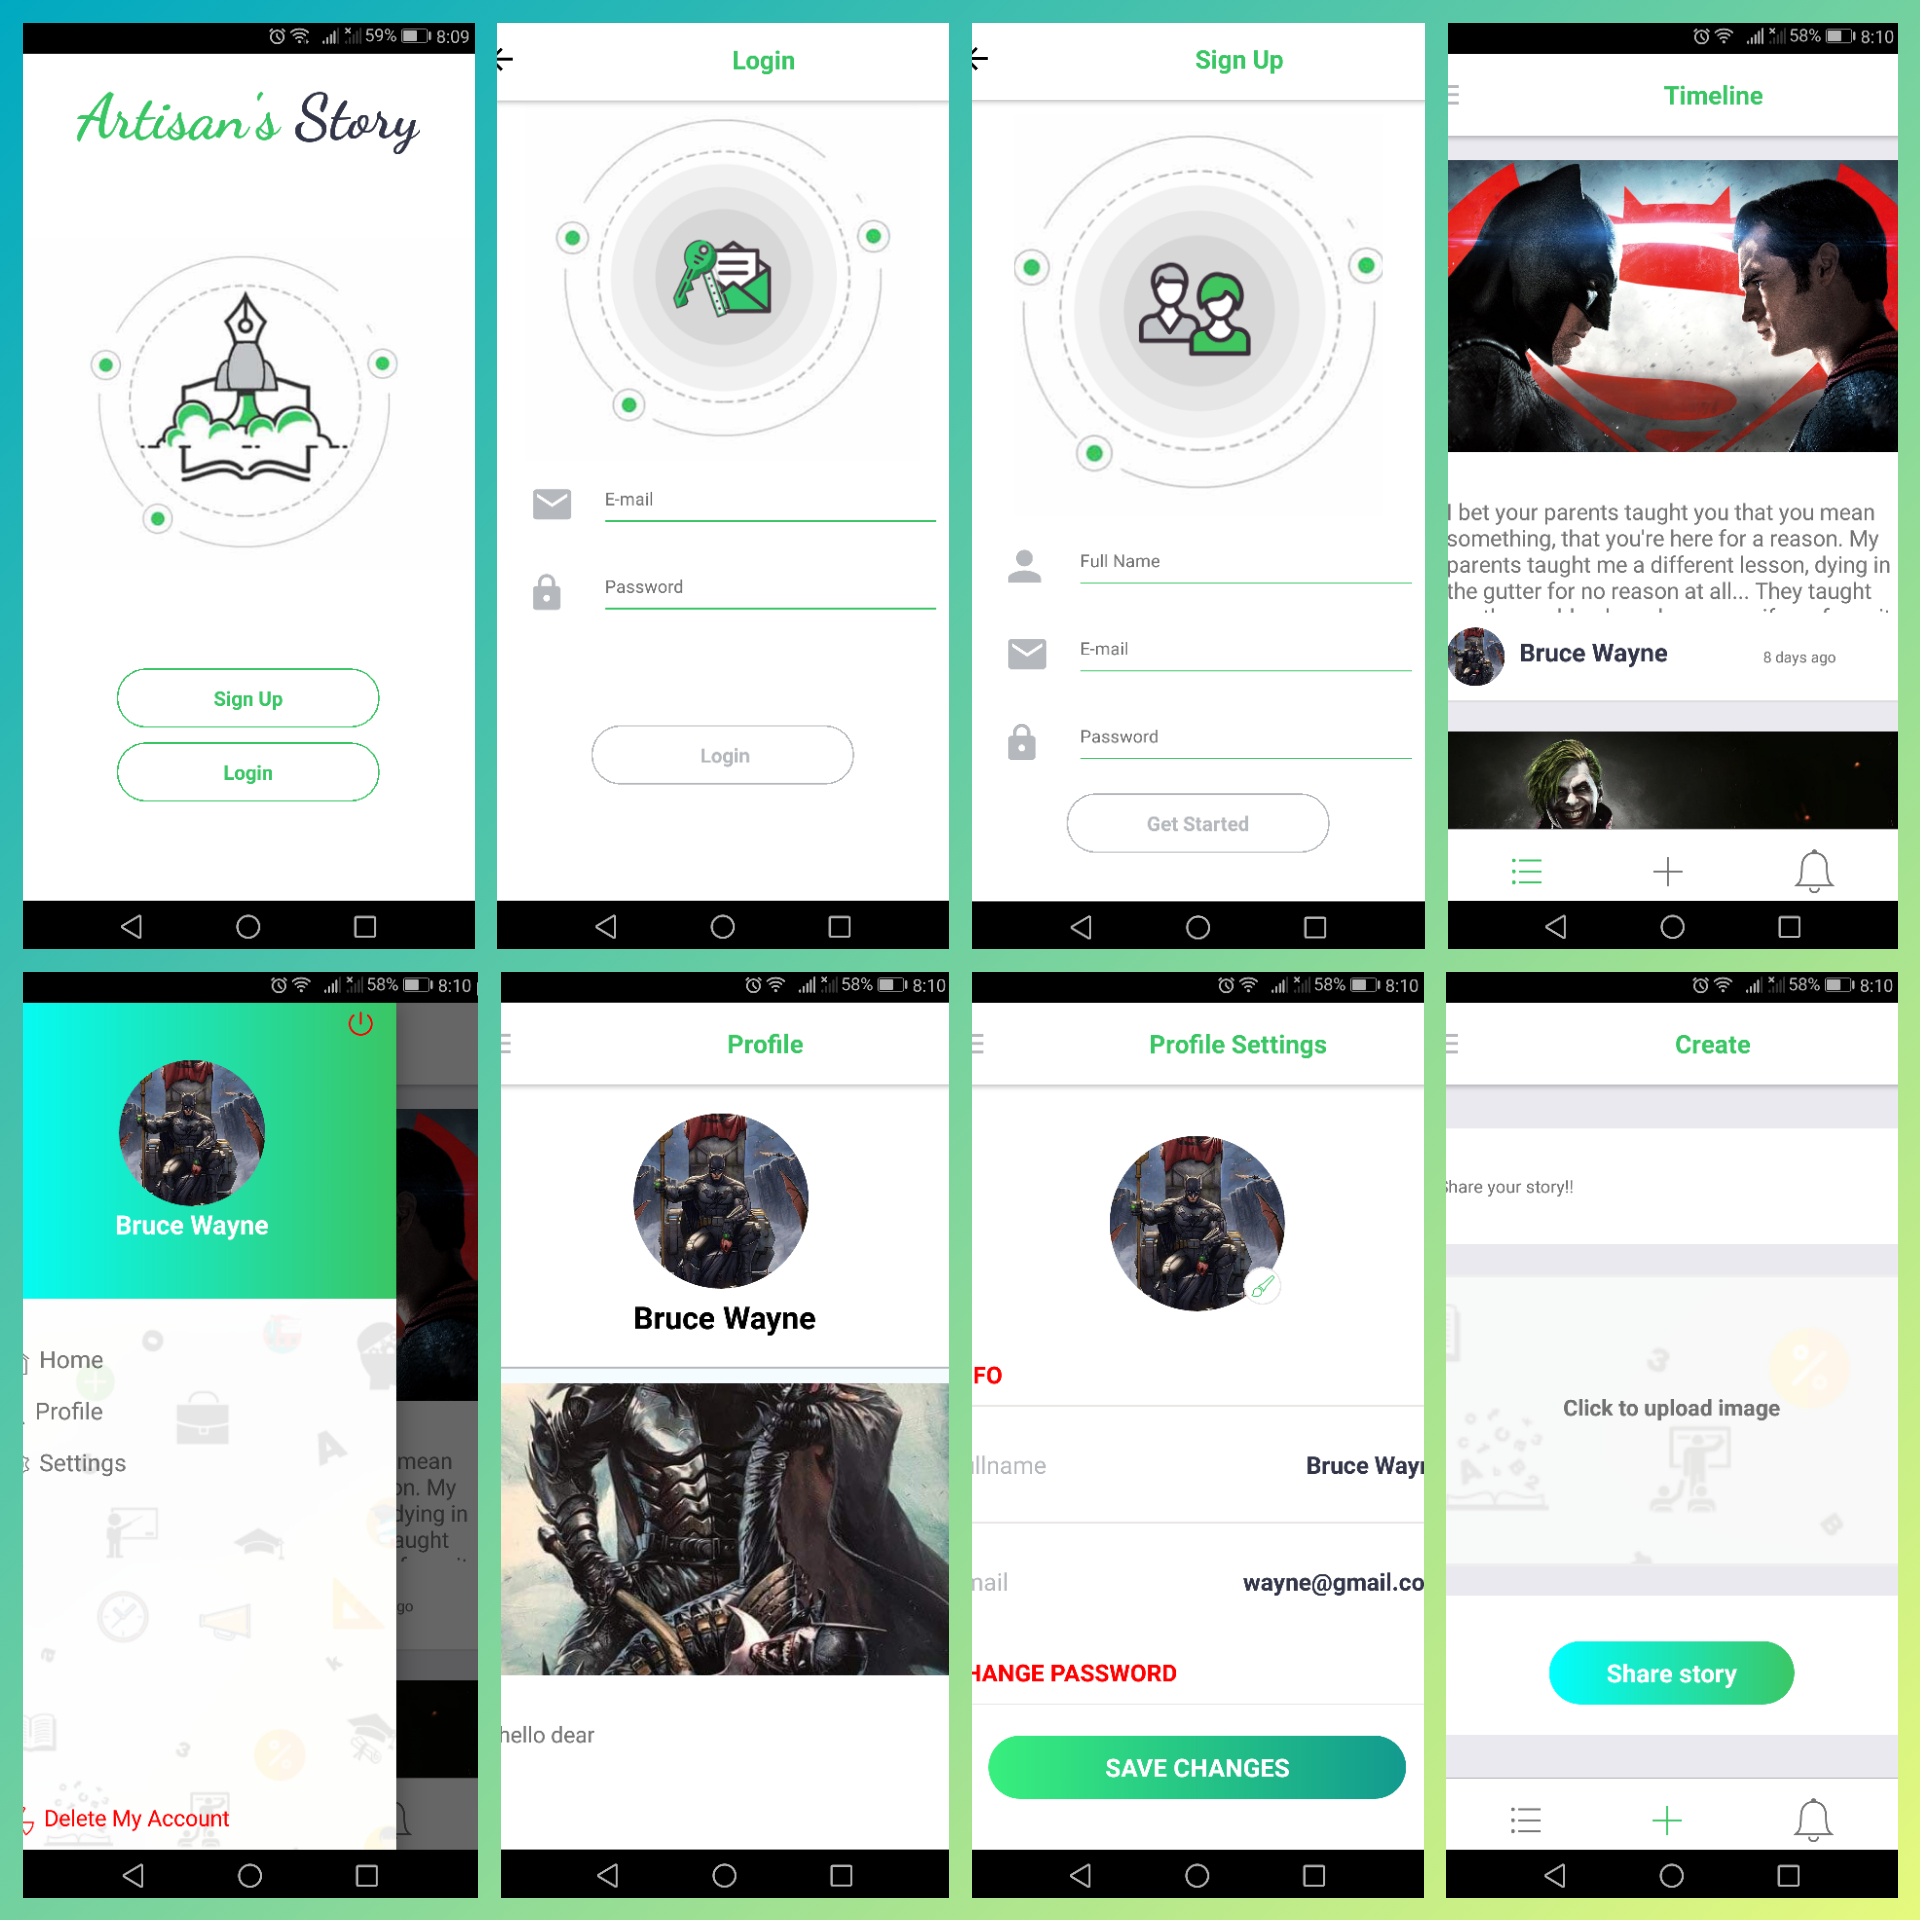 59% 8:09
Artisan's Story
Sign Up
Login
Login
E-mail
Password
Login
Sign Up
Full Name
E-mail
Password
Get Started
58% 8:10
Timeline
I bet your parents taught you that you mean
something, that you're here for a reason. My
parents taught me a different lesson, dying in
the gutter for no reason at all... They taught
Bruce Wayne
8 days ago
58% 8:10
Bruce Wayne
Home
Profile
Settings
mean
on. My
dying in
aught
go
Delete My Account
58% 8:10
Profile
Bruce Wayne
hello dear
58% 8:10
Profile Settings
FO
llname
Bruce Wayn
mail
wayne@gmail.co
HANGE PASSWORD
SAVE CHANGES
58% 8:10
Create
Share your story!!
Click to upload image
Share story